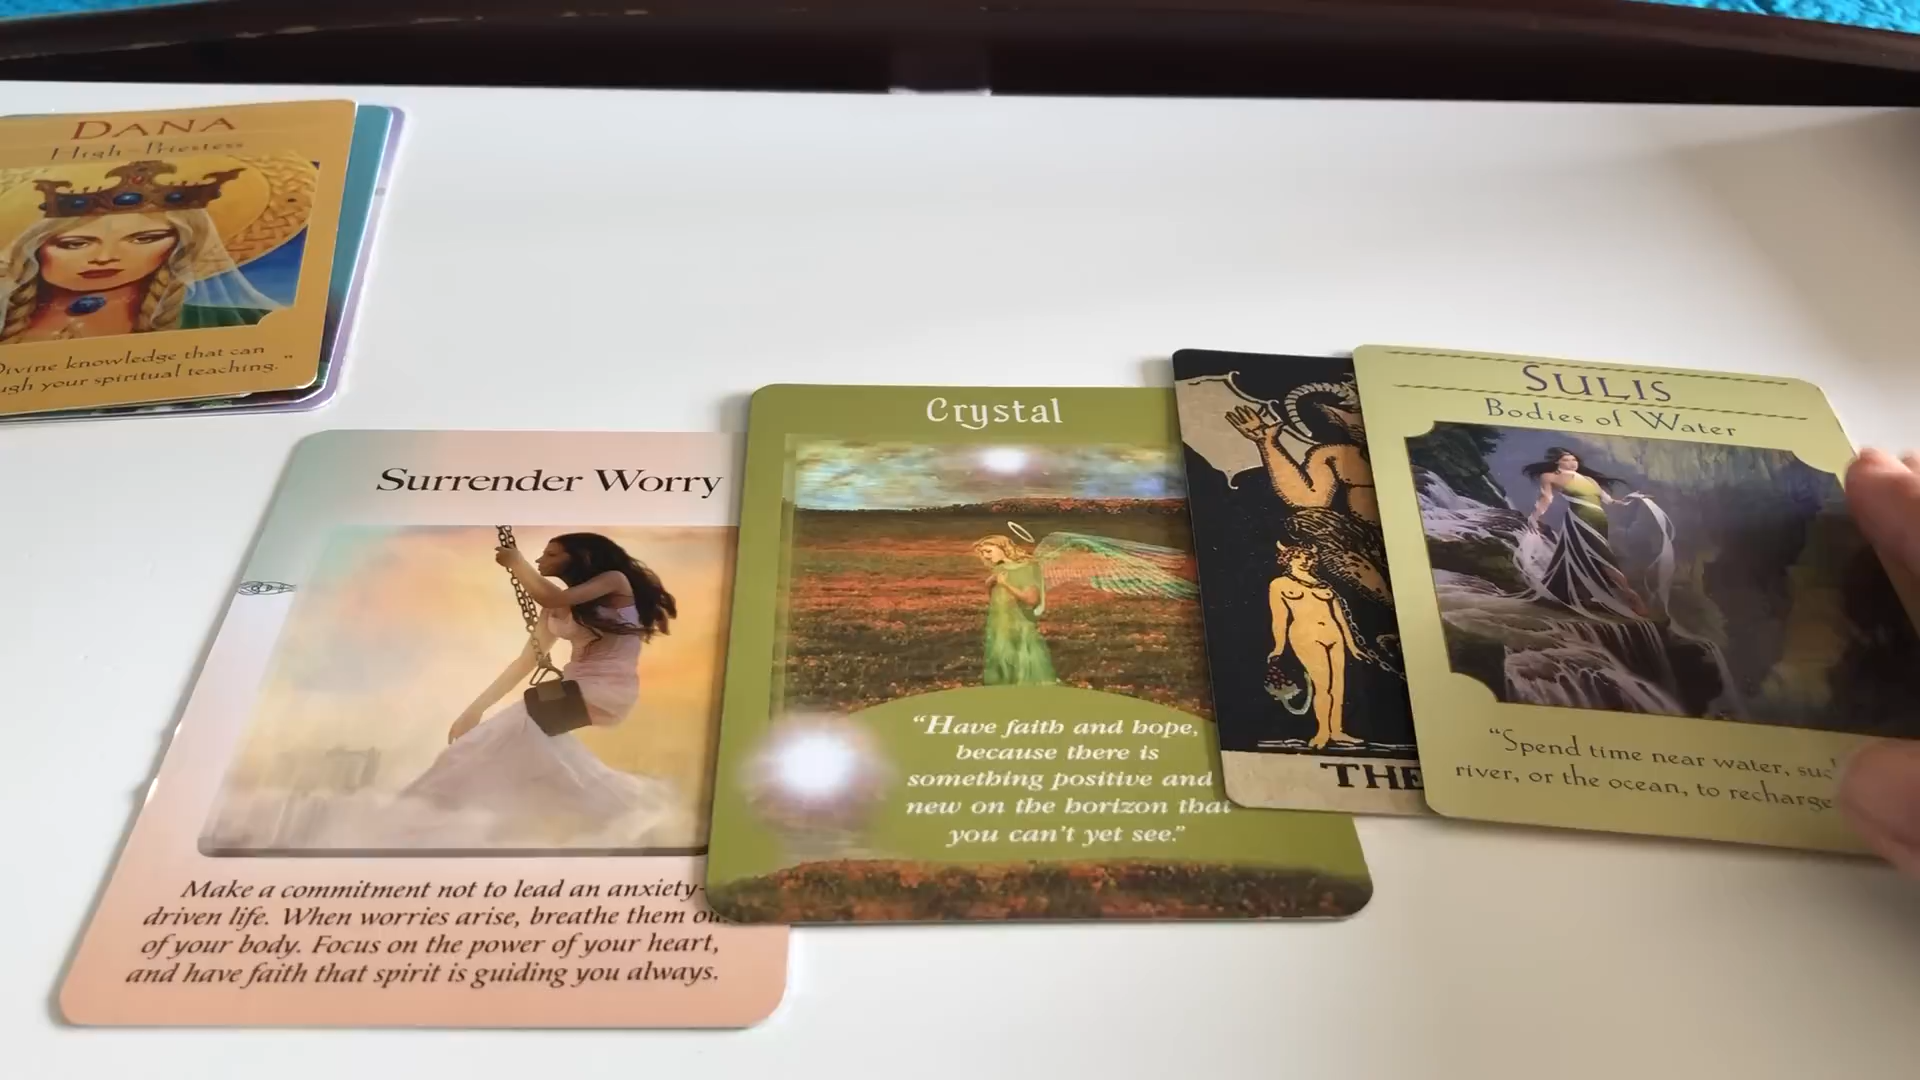 DANA
High-Priestess
Divine knowledge that can
ugh your spiritual teaching."
Surrender Worry
Make a commitment not to lead an anxiety-
driven life. When worries arise, breathe them ou
of your body. Focus on the power of your heart,
and have faith that spirit is guiding you always.
Crystal
"Have faith and hope,
because there is
something positive and
new on the horizon that
you can't yet see."
THE
SULIS
Bodies of Water
"Spend time near water, suc
river, or the ocean, to recharge